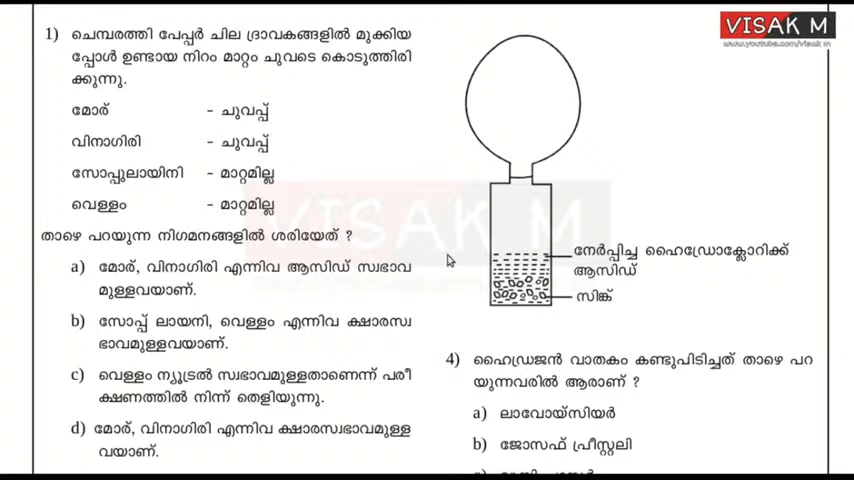 1) ചെമ്പരത്തി പേപ്പർ ചില ദ്രാവകങ്ങളിൽ മുക്കിയ
പ്പോൾ ഉണ്ടായ നിറം മാറ്റം ചുവടെ കൊടുത്തിരി
ക്കുന്നു.
മോര് - ചുവപ്പ്
വിനാഗിരി - ചുവപ്പ്
സോപ്പുലായിനി - മാറ്റമില്ല
വെള്ളം - മാറ്റമില്ല
താഴെ പറയുന്ന നിഗമനങ്ങളിൽ ശരിയേത് ?
a) മോര്, വിനാഗിരി എന്നിവ ആസിഡ് സ്വഭാവ
മുള്ളവയാണ്.
b) സോപ്പ് ലായനി, വെള്ളം എന്നിവ ക്ഷാരസ്വ
ഭാവമുള്ളവയാണ്.
c) വെള്ളം ന്യൂട്രൽ സ്വഭാവമുള്ളതാണെന്ന് പരീ
ക്ഷണത്തിൽ നിന്ന് തെളിയുന്നു.
d) മോര്, വിനാഗിരി എന്നിവ ക്ഷാരസ്വഭാവമുള്ള
വയാണ്.
VISAK M
www.youtube.com/visak m
VISAK M
നേർപ്പിച്ച ഹൈഡ്രോക്ലോറിക്ക്
ആസിഡ്
സിങ്ക്
4) ഹൈഡ്രജൻ വാതകം കണ്ടുപിടിച്ചത് താഴെ പറ
യുന്നവരിൽ ആരാണ് ?
a) ലാവോയ്സിയർ
b) ജോസഫ് പ്രീസ്റ്റലി